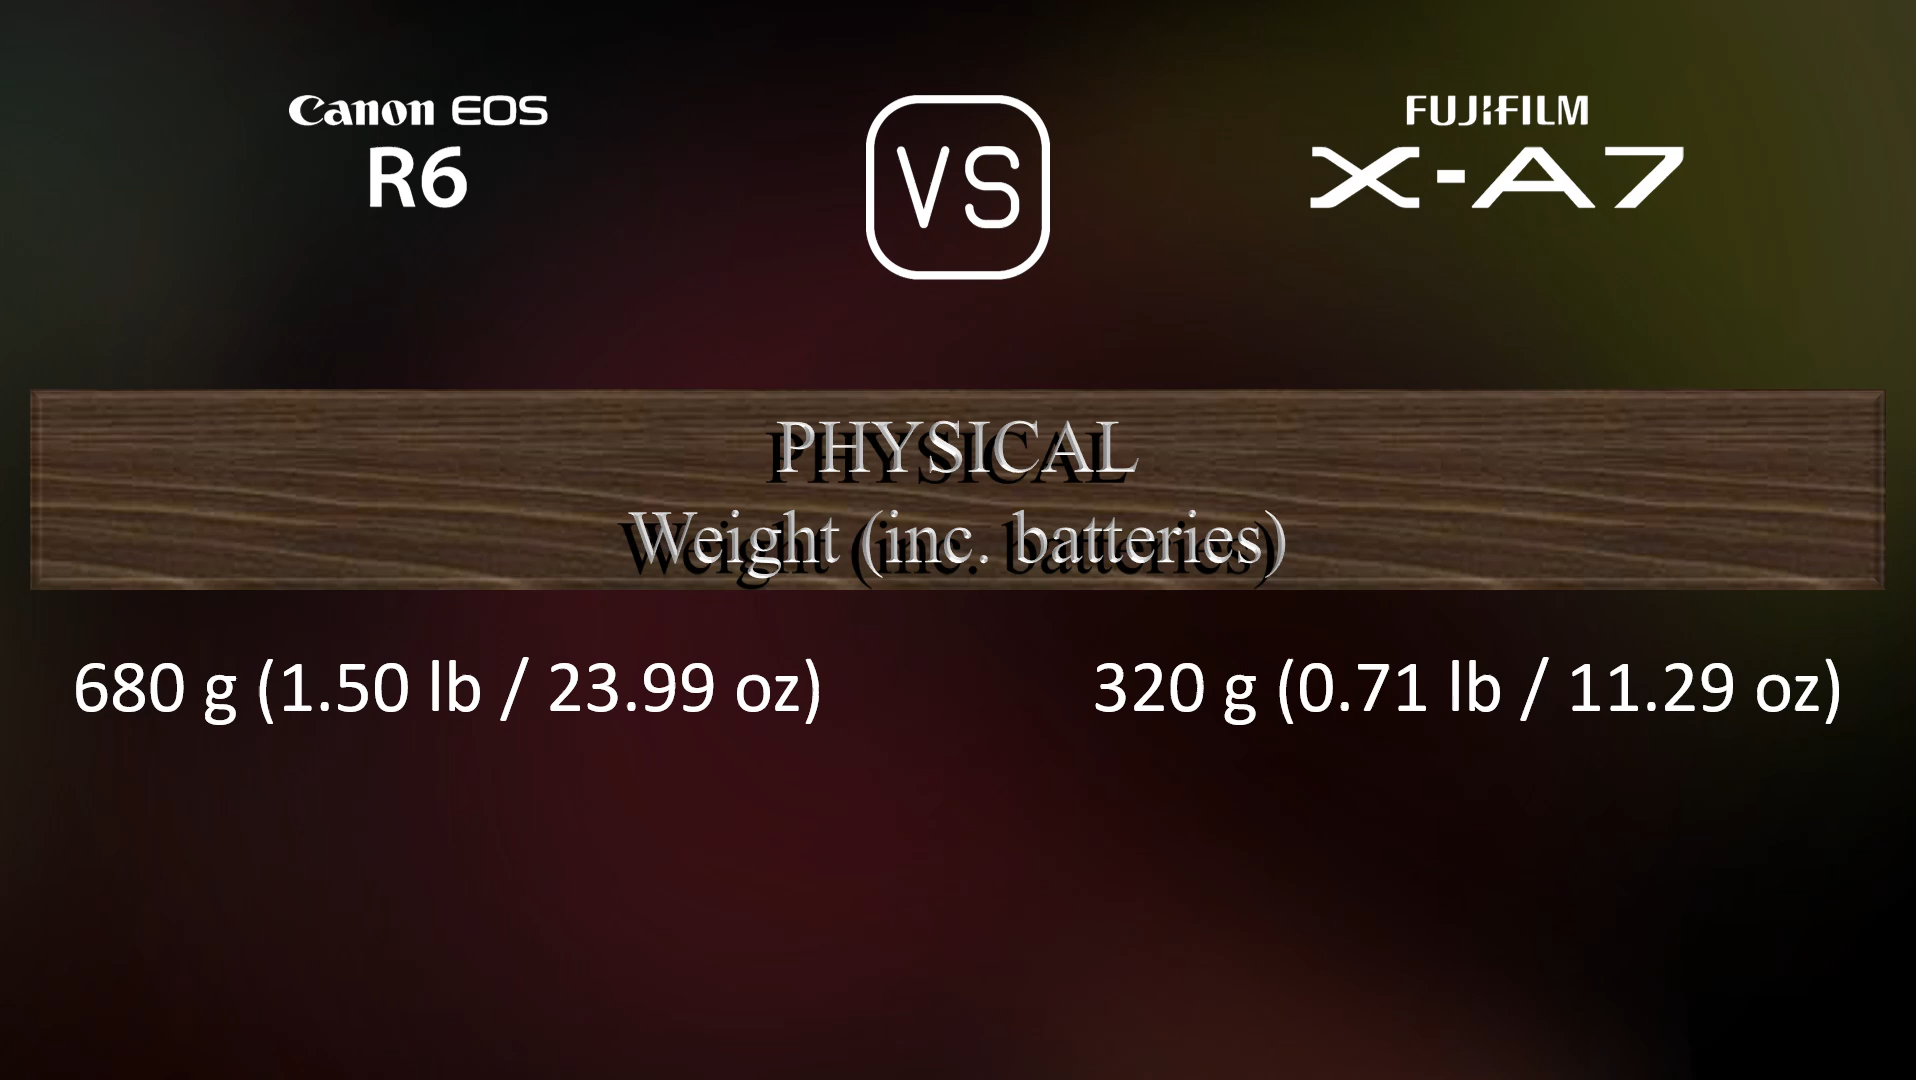 Canon EOS
R6
VS
FUJIFILM
X-A7
PHYSICAL
Weight (inc. batteries)
680 g (1.50 lb / 23.99 oz)
320 g (0.71 lb / 11.29 oz)